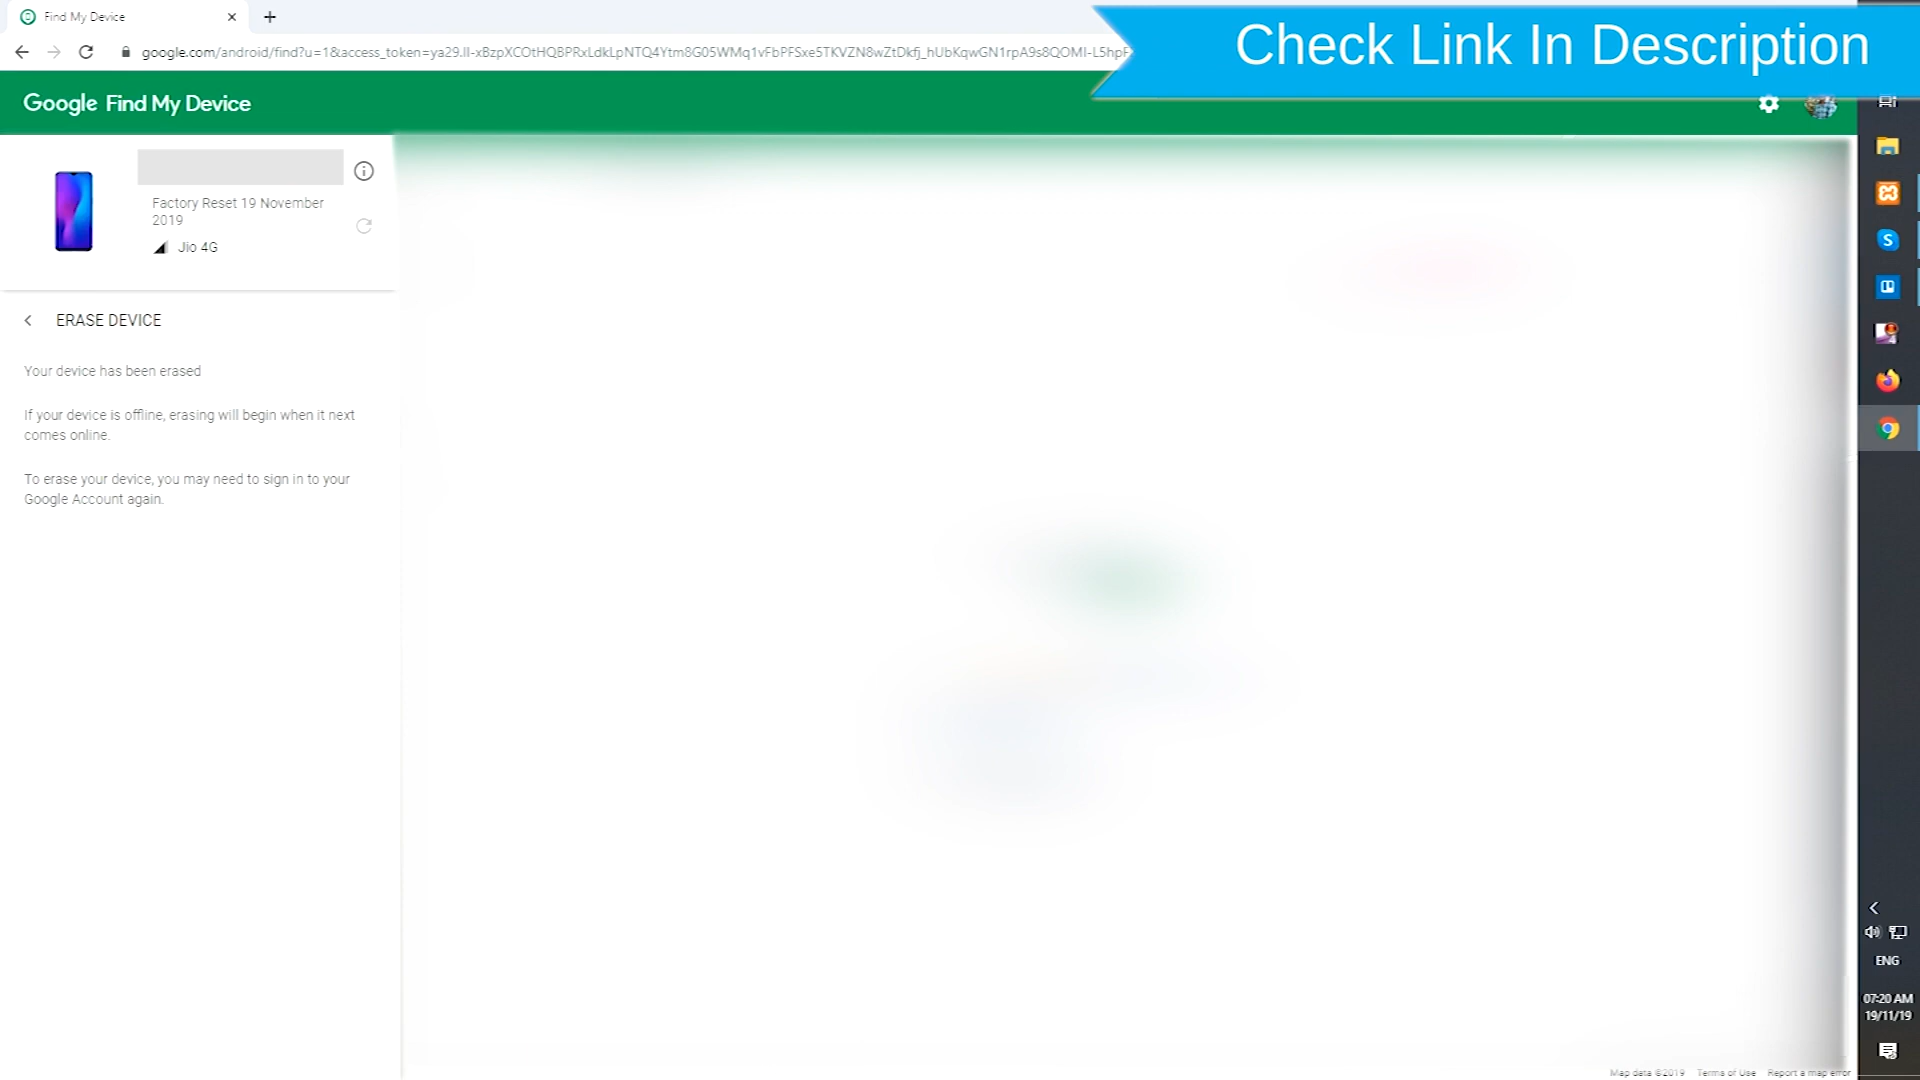 Find My Device
Check Link In Description
google.com/android/find?u=1&access_token=ya29.Il-xBzpXCOtHQBPRxLdkLpNTQ4Ytm8G05WMq1vFbPFSxe5TKVZN8wZtDkfj_hUbKqwGN1rpA9s8QOMI-L5hpF
Google Find My Device
Factory Reset 19 November
2019
Jio 4G
ERASE DEVICE
Your device has been erased
If your device is offline, erasing will begin when it next
comes online.
To erase your device, you may need to sign in to your
Google Account again.
ENG
07:20 AM
19/11/19
Map data ©2019 Terms of Use Report a map error